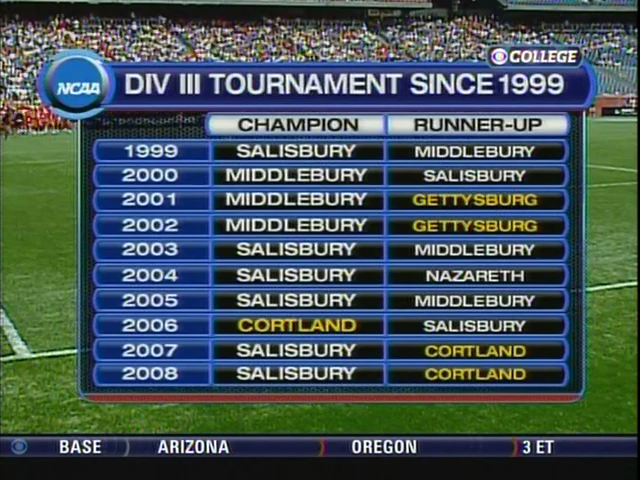 COLLEGE
NCAA DIV III TOURNAMENT SINCE 1999
CHAMPION RUNNER-UP
1999 SALISBURY MIDDLEBURY
2000 MIDDLEBURY SALISBURY
2001 MIDDLEBURY GETTYSBURG
2002 MIDDLEBURY GETTYSBURG
2003 SALISBURY MIDDLEBURY
2004 SALISBURY NAZARETH
2005 SALISBURY MIDDLEBURY
2006 CORTLAND SALISBURY
2007 SALISBURY CORTLAND
2008 SALISBURY CORTLAND
BASE ARIZONA OREGON 3 ET